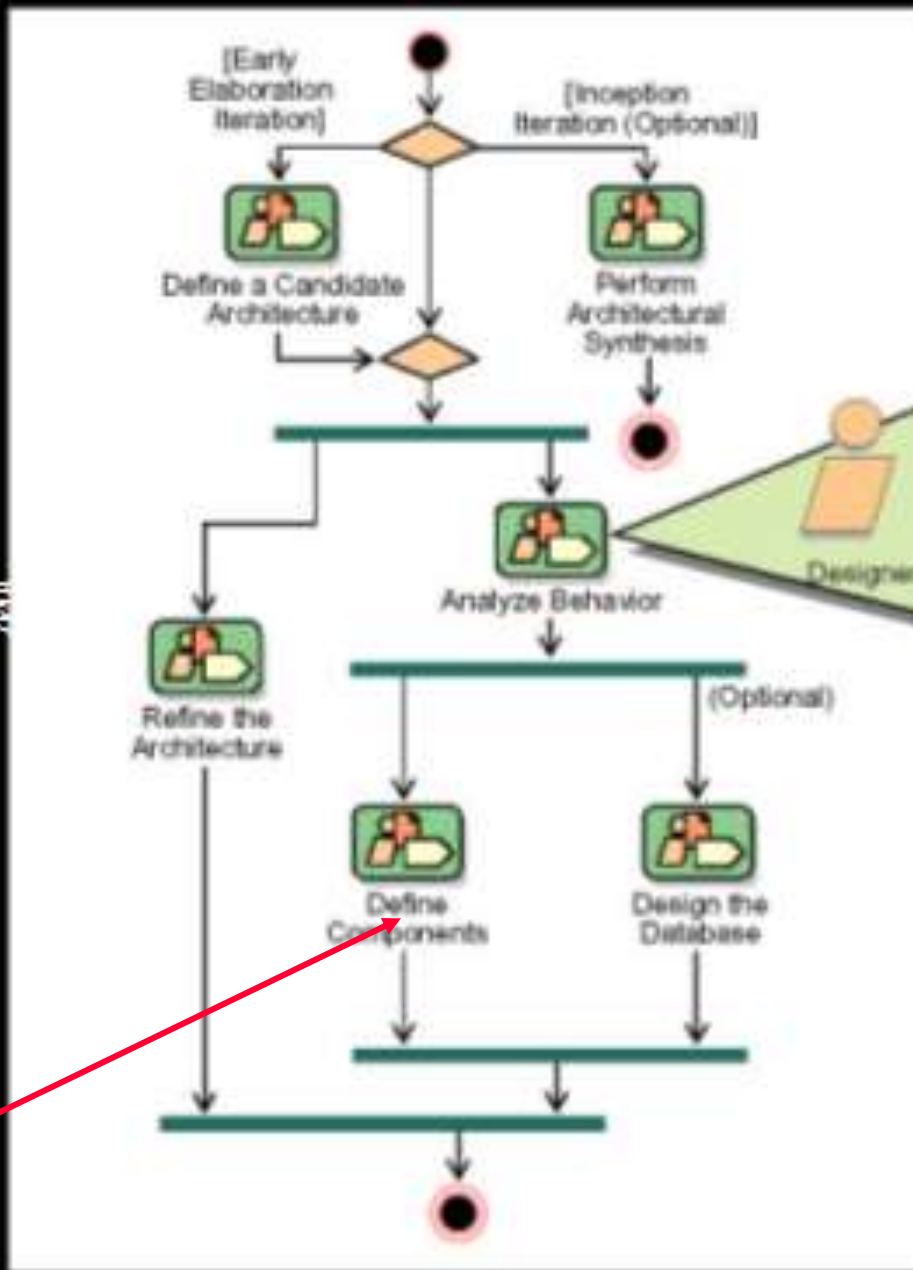 [Early
Elaboration
Iteration]
[Inception
Iteration (Optional)]
Define a Candidate
Architecture
Perform
Architectural
Synthesis
Designer
Analyze Behavior
(Optional)
Refine the
Architecture
Define
Components
Design the
Database